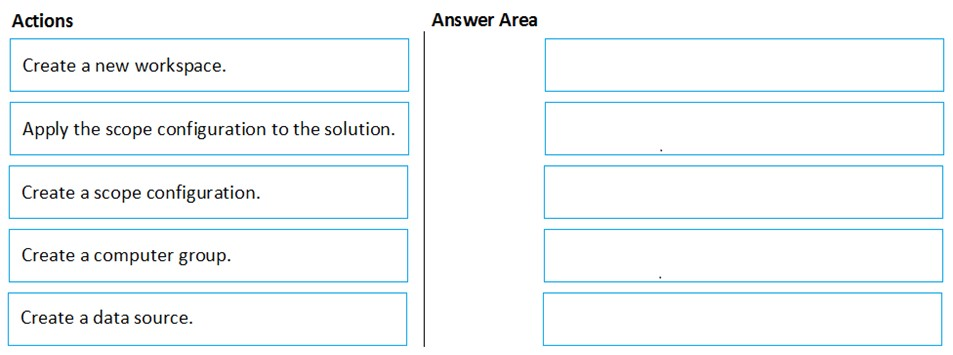 Actions
Answer Area
Create a new workspace.
Apply the scope configuration to the solution.
Create a scope configuration.
Create a computer group.
Create a data source.